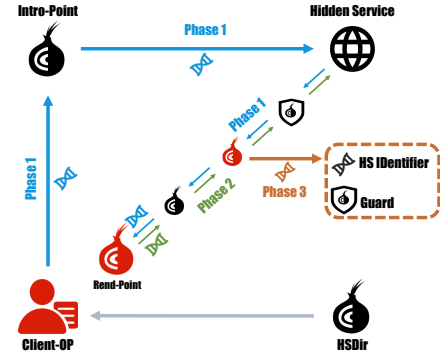 Intro-Point
Hidden Service
Phase 1
Phase 1
Phase 1
Phase 2
Phase 3
HS IDentifier
Guard
Rend-Point
Client-OP
HSDir